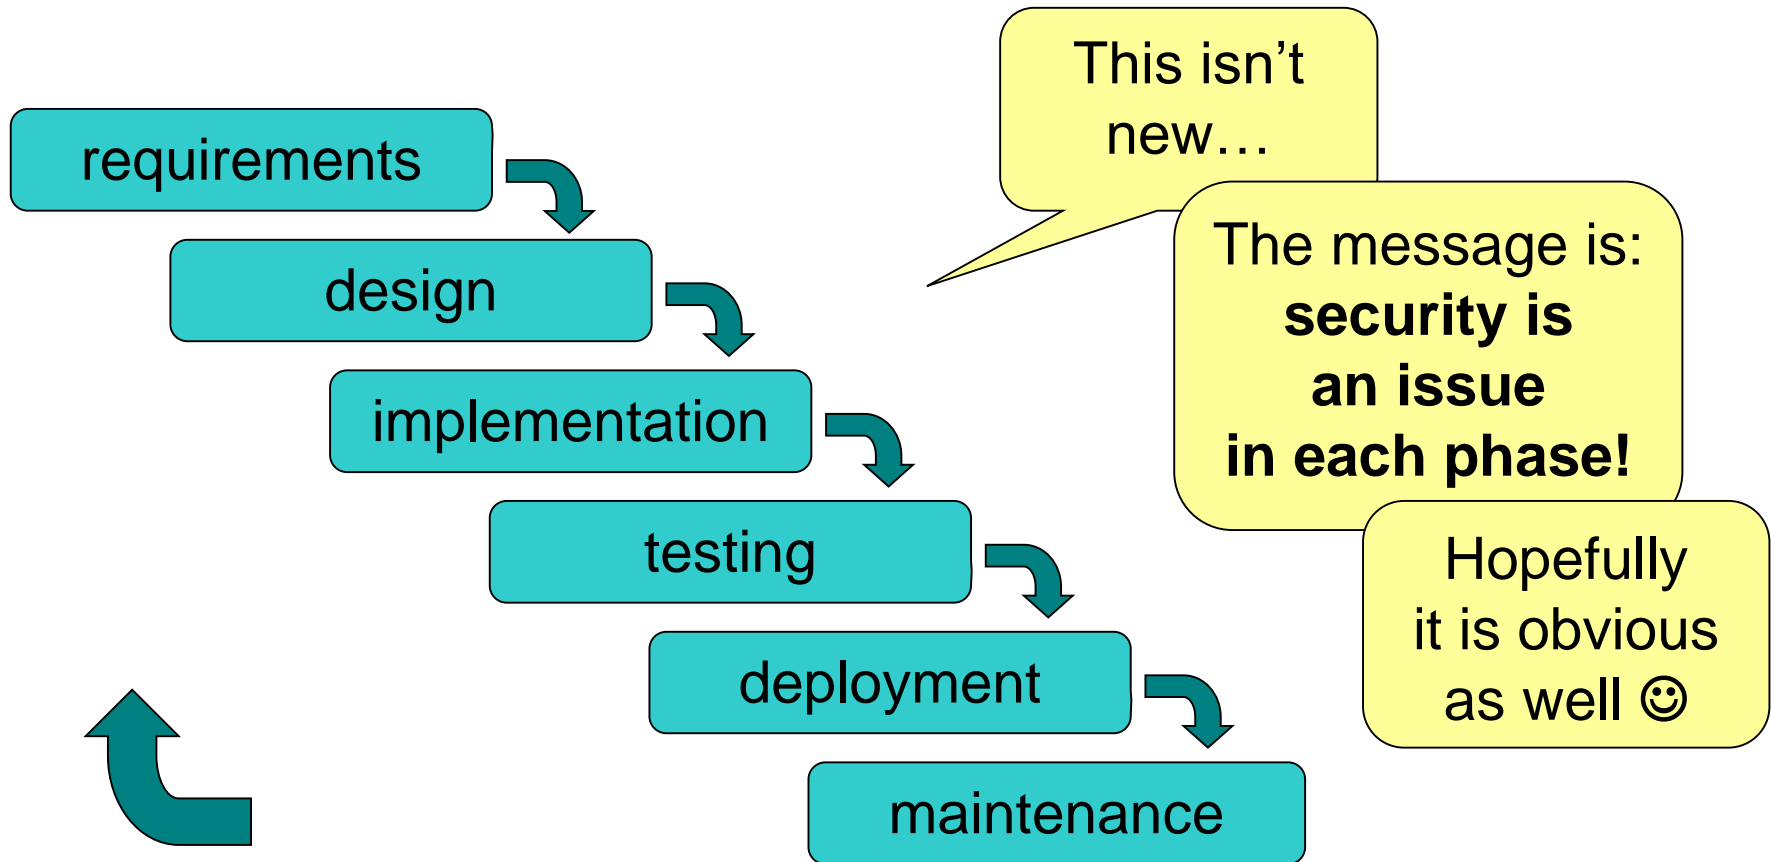 requirements
design
implementation
testing
deployment
maintenance
This isn’t
new…
The message is:
security is
an issue
in each phase!
Hopefully
it is obvious
as well ☺